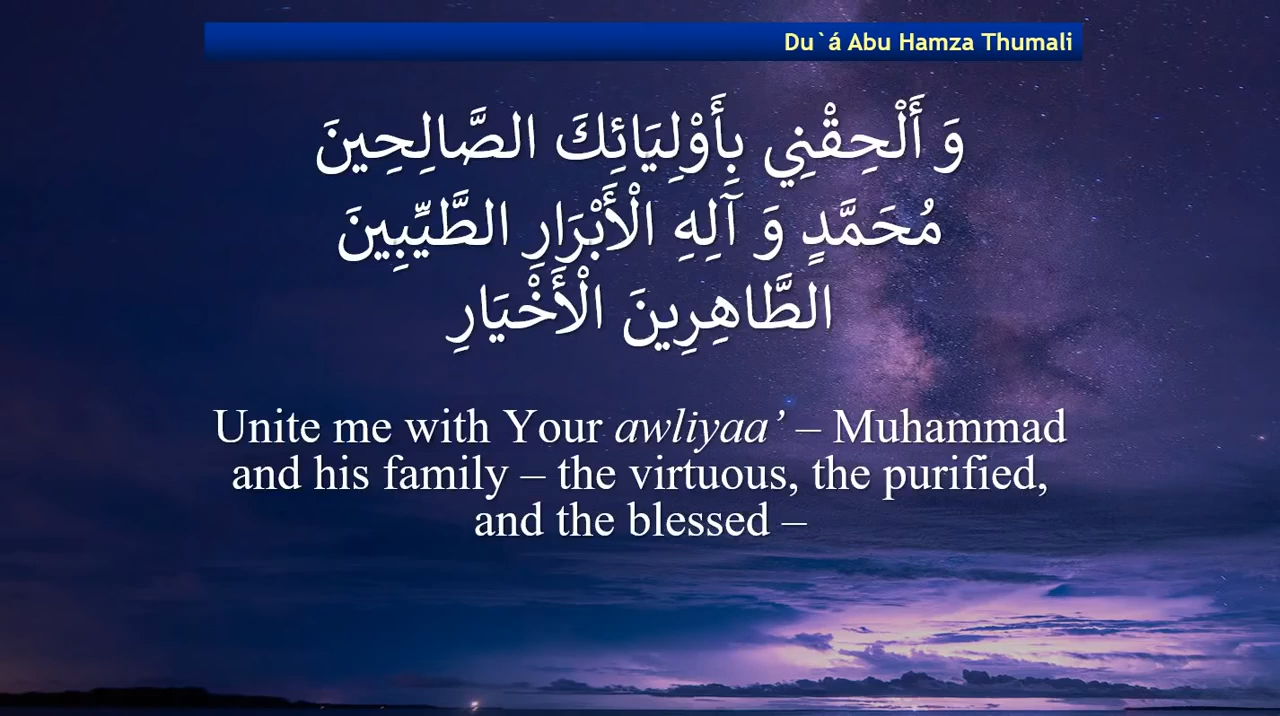 Du`á Abu Hamza Thumali
وَ أَلْحِقْنِي بِأَوْلِيَائِكَ الصَّالِحِينَ
مُحَمَّدٍ وَ آلِهِ الْأَبْرَارِ الطَّيِّبِينَ
الطَّاهِرِينَ الْأَخْيَارِ
Unite me with Your awliyaa’ – Muhammad
and his family – the virtuous, the purified,
and the blessed –